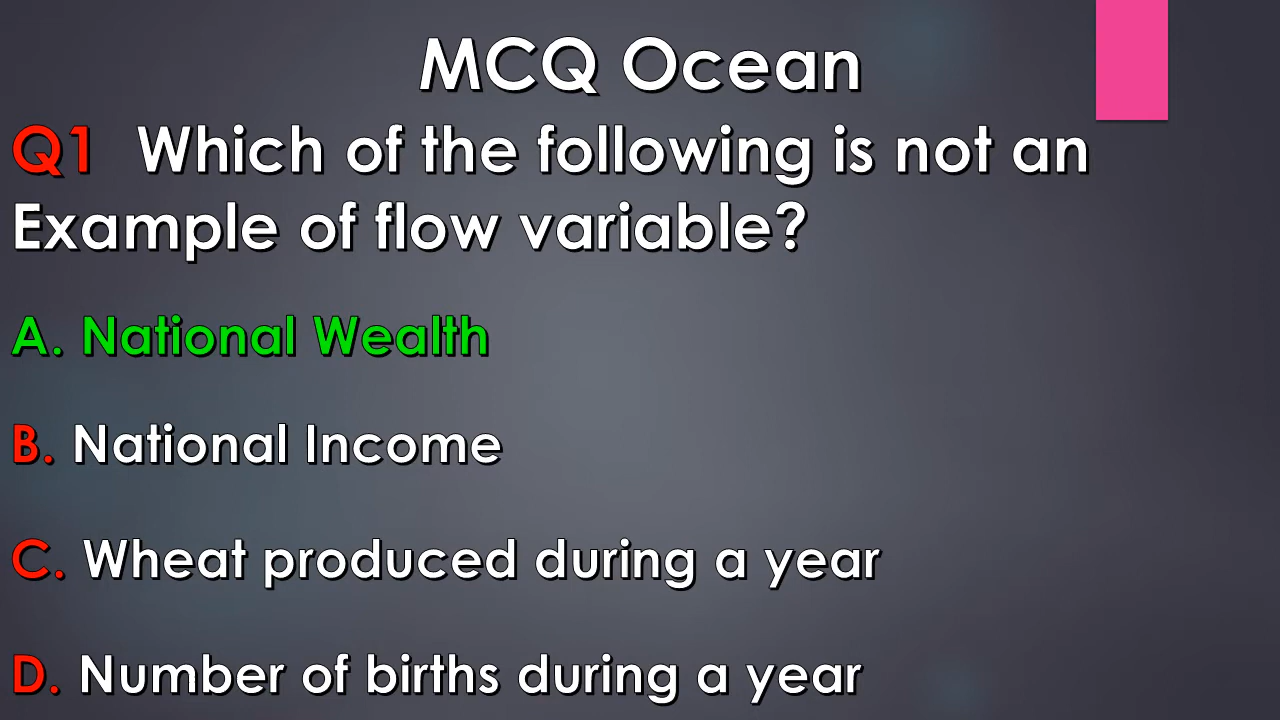 MCQ Ocean
Q1 Which of the following is not an
Example of flow variable?
A. National Wealth
B. National Income
C. Wheat produced during a year
D. Number of births during a year